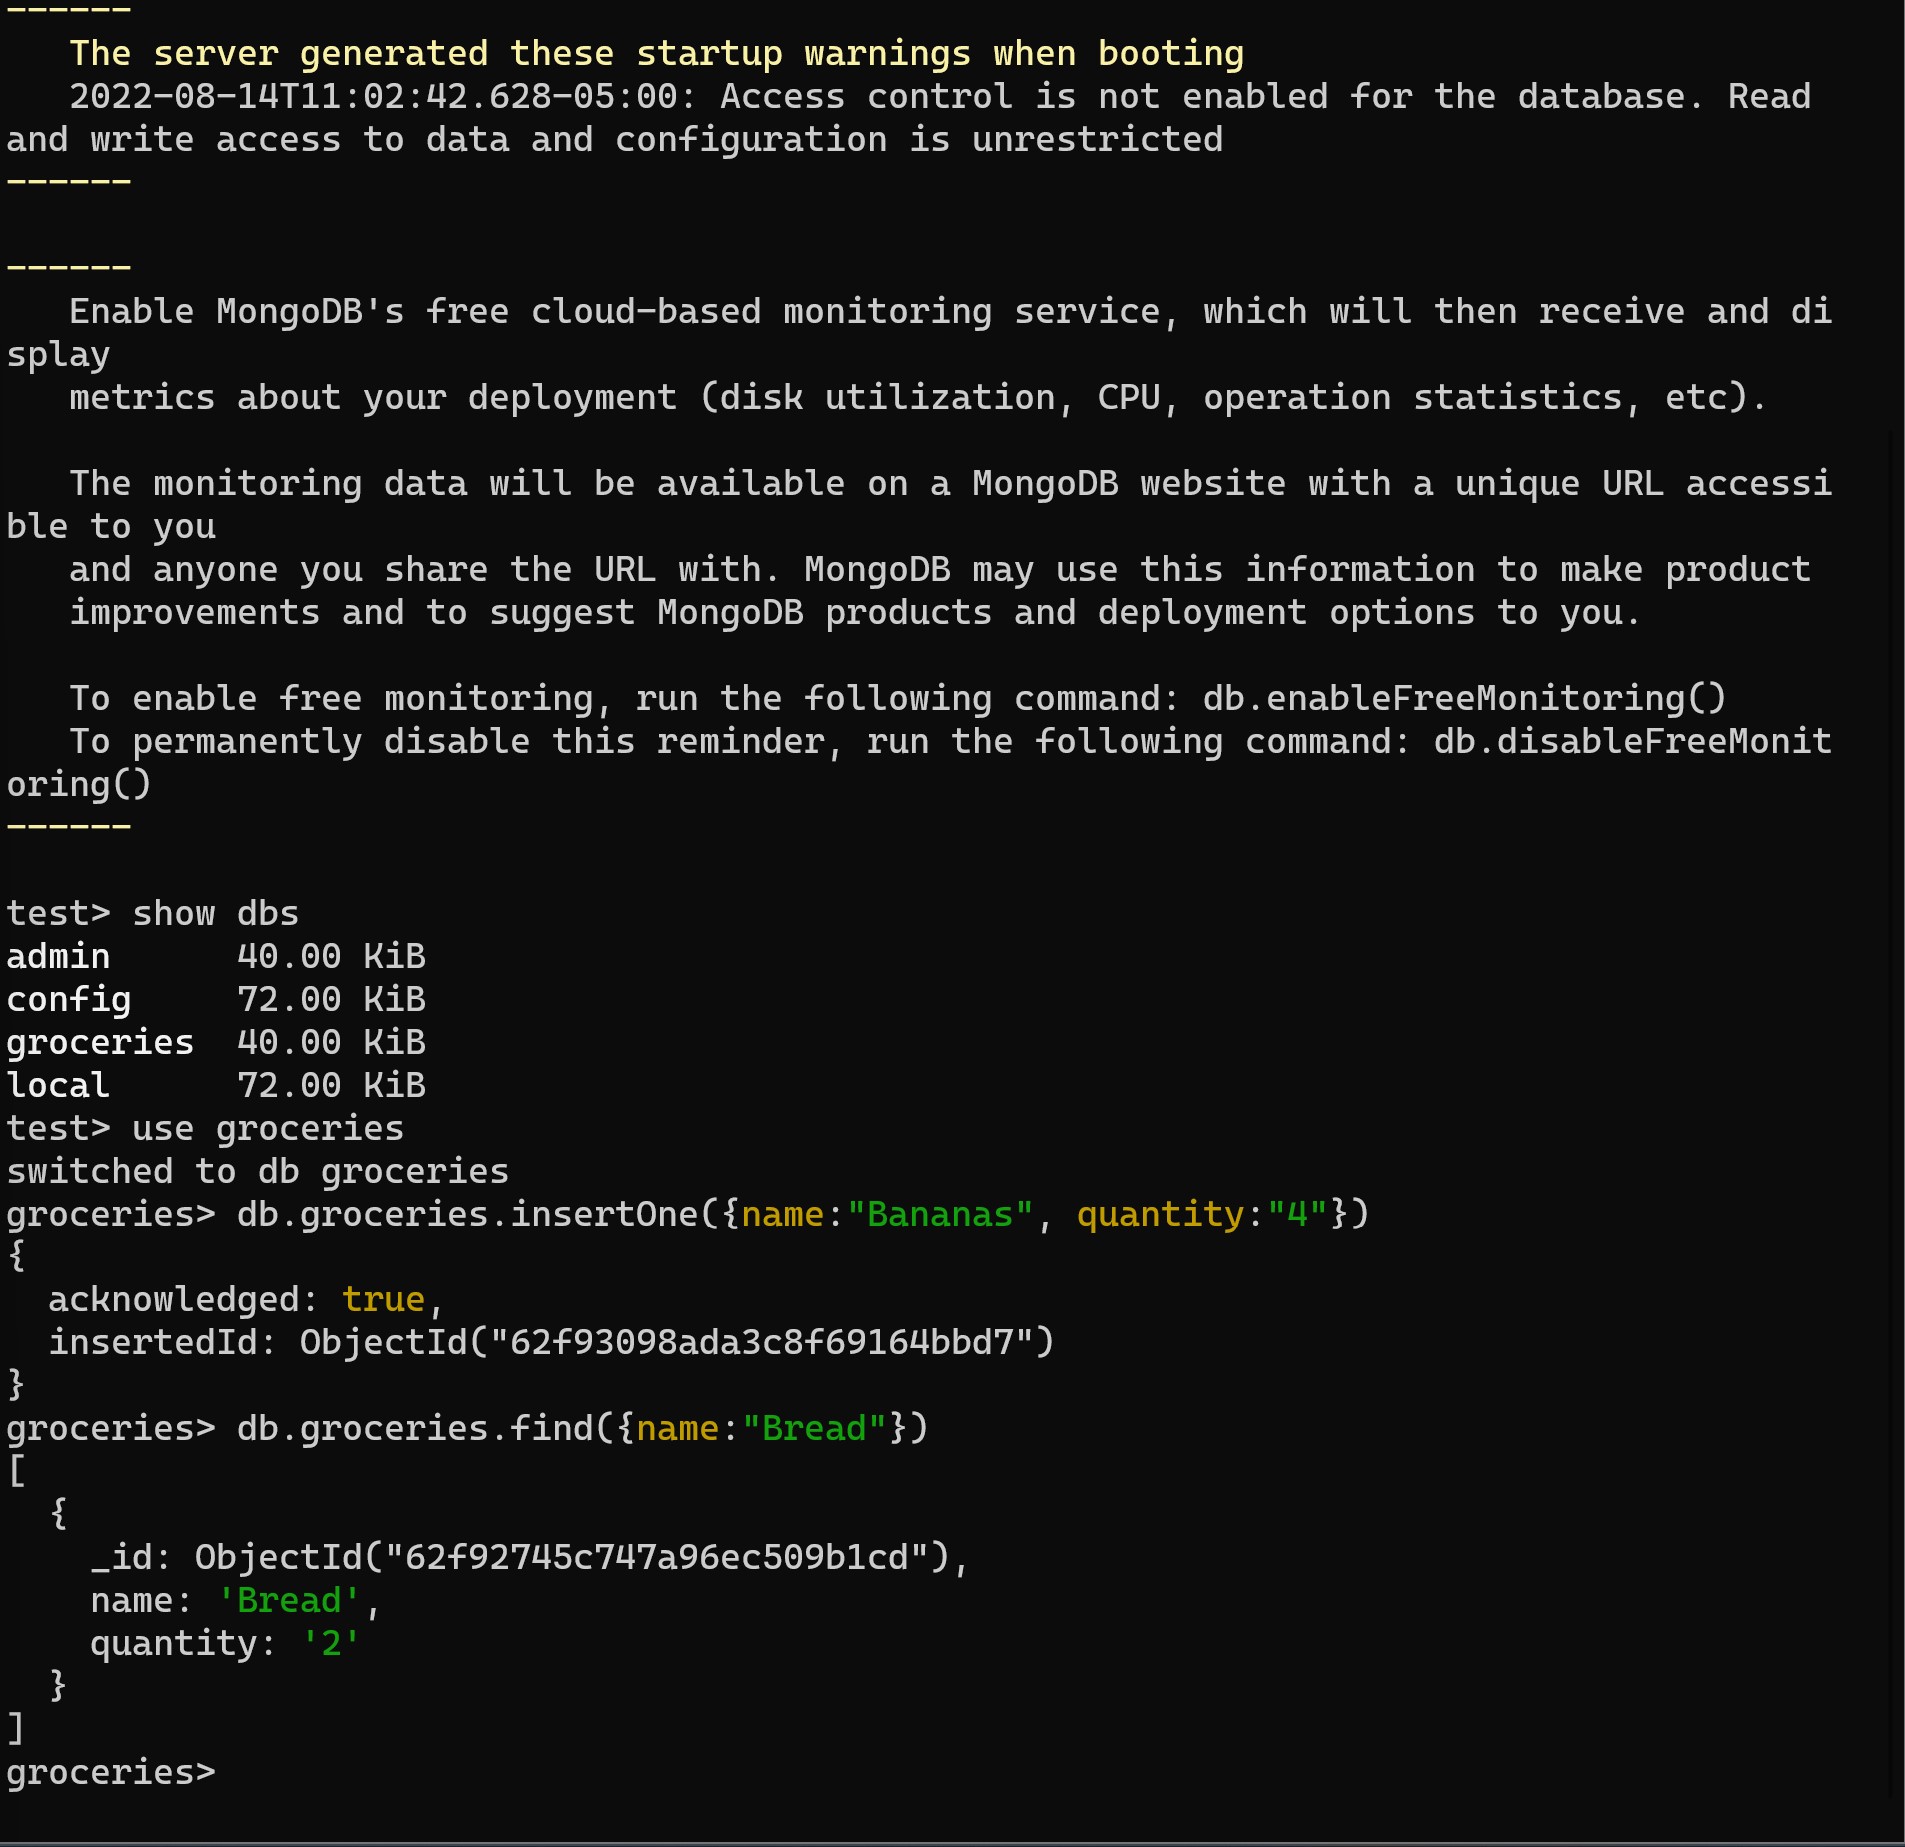 ------
   The server generated these startup warnings when booting
   2022-08-14T11:02:42.628-05:00: Access control is not enabled for the database. Read
and write access to data and configuration is unrestricted
------

------
   Enable MongoDB's free cloud-based monitoring service, which will then receive and di
splay
   metrics about your deployment (disk utilization, CPU, operation statistics, etc).

   The monitoring data will be available on a MongoDB website with a unique URL accessi
ble to you
   and anyone you share the URL with. MongoDB may use this information to make product
   improvements and to suggest MongoDB products and deployment options to you.

   To enable free monitoring, run the following command: db.enableFreeMonitoring()
   To permanently disable this reminder, run the following command: db.disableFreeMonit
oring()
------

test> show dbs
admin      40.00 KiB
config     72.00 KiB
groceries  40.00 KiB
local      72.00 KiB
test> use groceries
switched to db groceries
groceries> db.groceries.insertOne({name:"Bananas", quantity:"4"})
{
  acknowledged: true,
  insertedId: ObjectId("62f93098ada3c8f69164bbd7")
}
groceries> db.groceries.find({name:"Bread"})
[
  {
    _id: ObjectId("62f92745c747a96ec509b1cd"),
    name: 'Bread',
    quantity: '2'
  }
]
groceries>